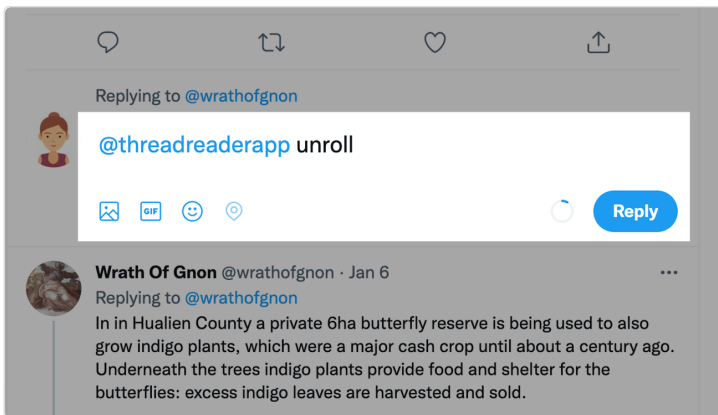 Replying to @wrathofgnon
@threadreaderapp unroll
GIF
Reply
Wrath Of Gnon @wrathofgnon · Jan 6
Replying to @wrathofgnon
In in Hualien County a private 6ha butterfly reserve is being used to also
grow indigo plants, which were a major cash crop until about a century ago.
Underneath the trees indigo plants provide food and shelter for the
butterflies: excess indigo leaves are harvested and sold.